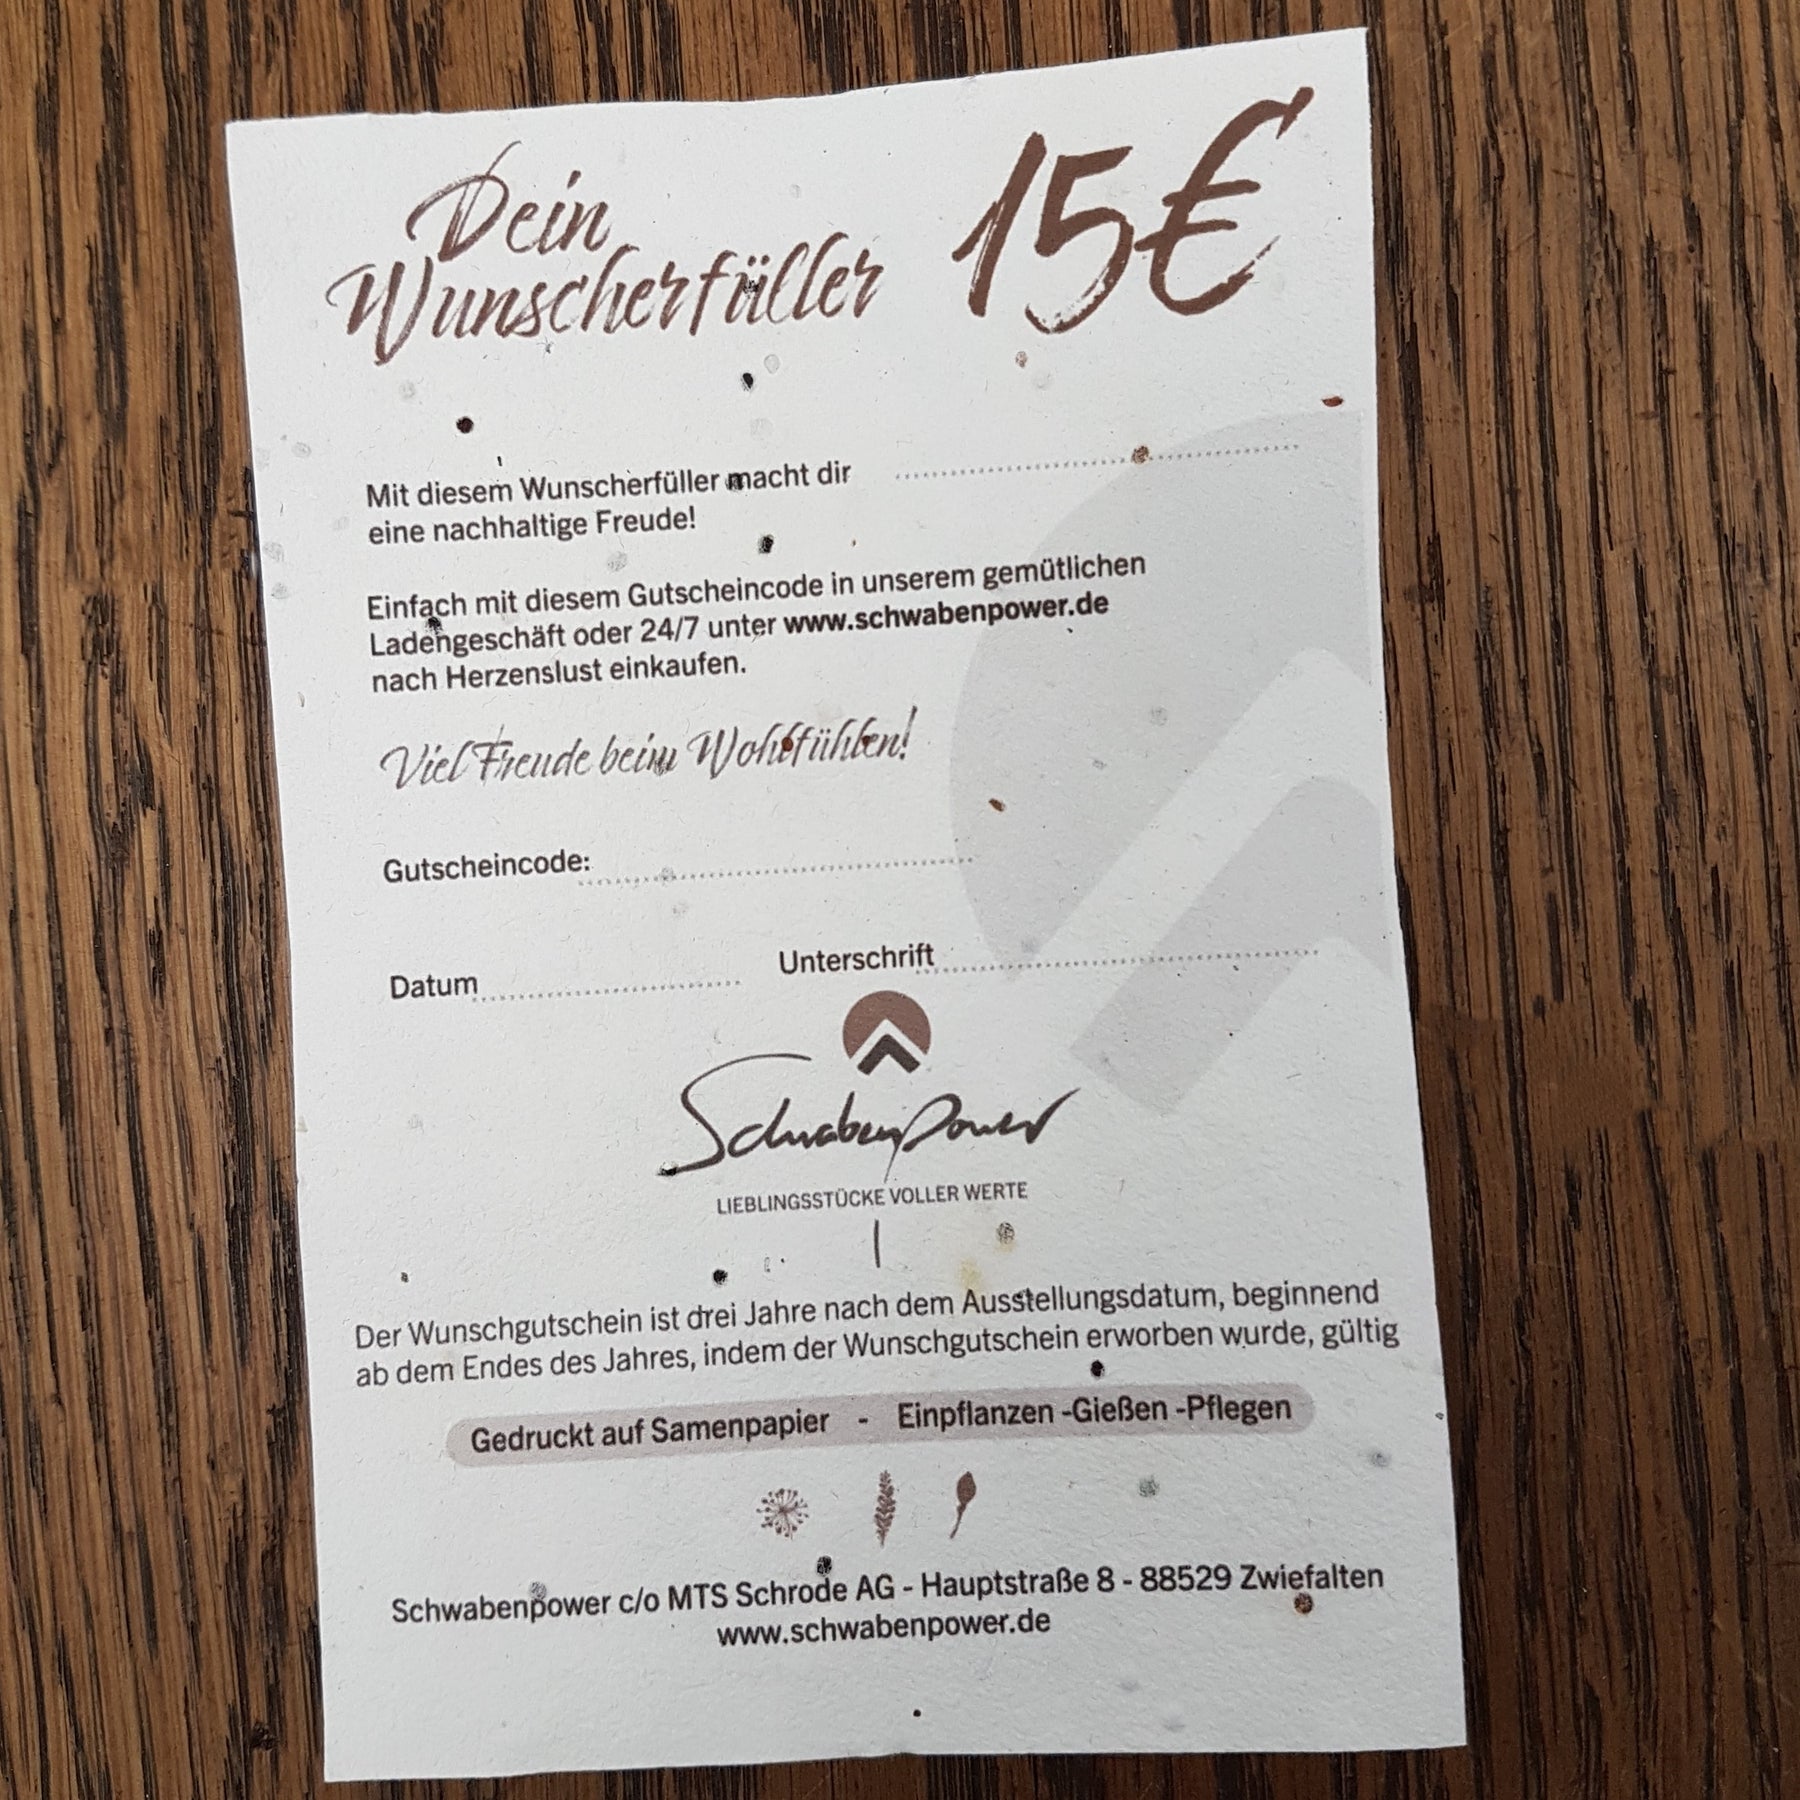 Dein
Wunscherfüller
15€
Mit diesem Wunscherfüller macht dir
eine nachhaltige Freude!
Einfach mit diesem Gutscheincode in unserem gemütlichen
Ladengeschäft oder 24/7 unter www.schwabenpower.de
nach Herzenslust einkaufen.
Viel Freude beim Wohlfühlen!
Gutscheincode:
Datum
Unterschrift
SchwabenPower
LIEBLINGSSTÜCKE VOLLER WERTE
Der Wunschgutschein ist drei Jahre nach dem Ausstellungsdatum, beginnend
ab dem Endes des Jahres, indem der Wunschgutschein erworben wurde, gültig
Gedruckt auf Samenpapier - Einpflanzen -Gießen -Pflegen
Schwabenpower c/o MTS Schrode AG - Hauptstraße 8 - 88529 Zwiefalten
www.schwabenpower.de